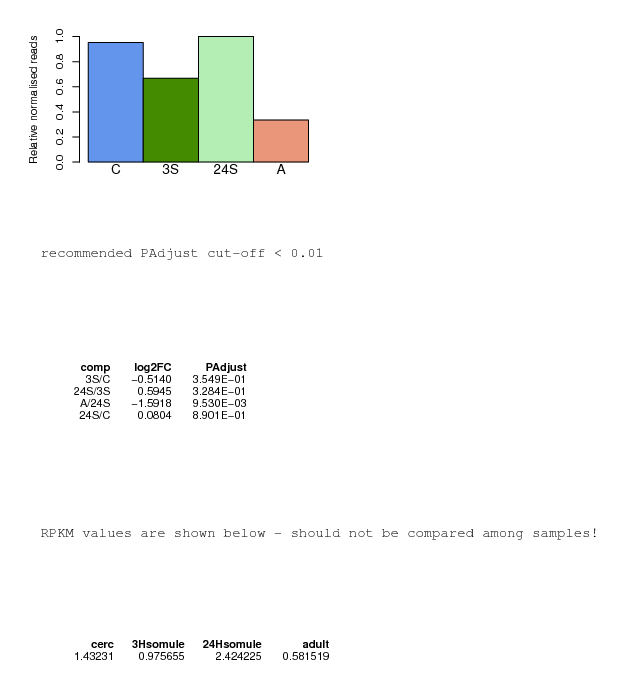 Relative normalised reads
1.0
0.8
0.6
0.4
0.2
0.0
C 3S 24S A
recommended PAdjust cut-off < 0.01
comp log2FC PAdjust
3S/C −0.5140 3.549E−01
24S/3S 0.5945 3.284E−01
A/24S −1.5918 9.530E−03
24S/C 0.0804 8.901E−01
RPKM values are shown below - should not be compared among samples!
cerc 3Hsomule 24Hsomule adult
1.43231 0.975655 2.424225 0.581519